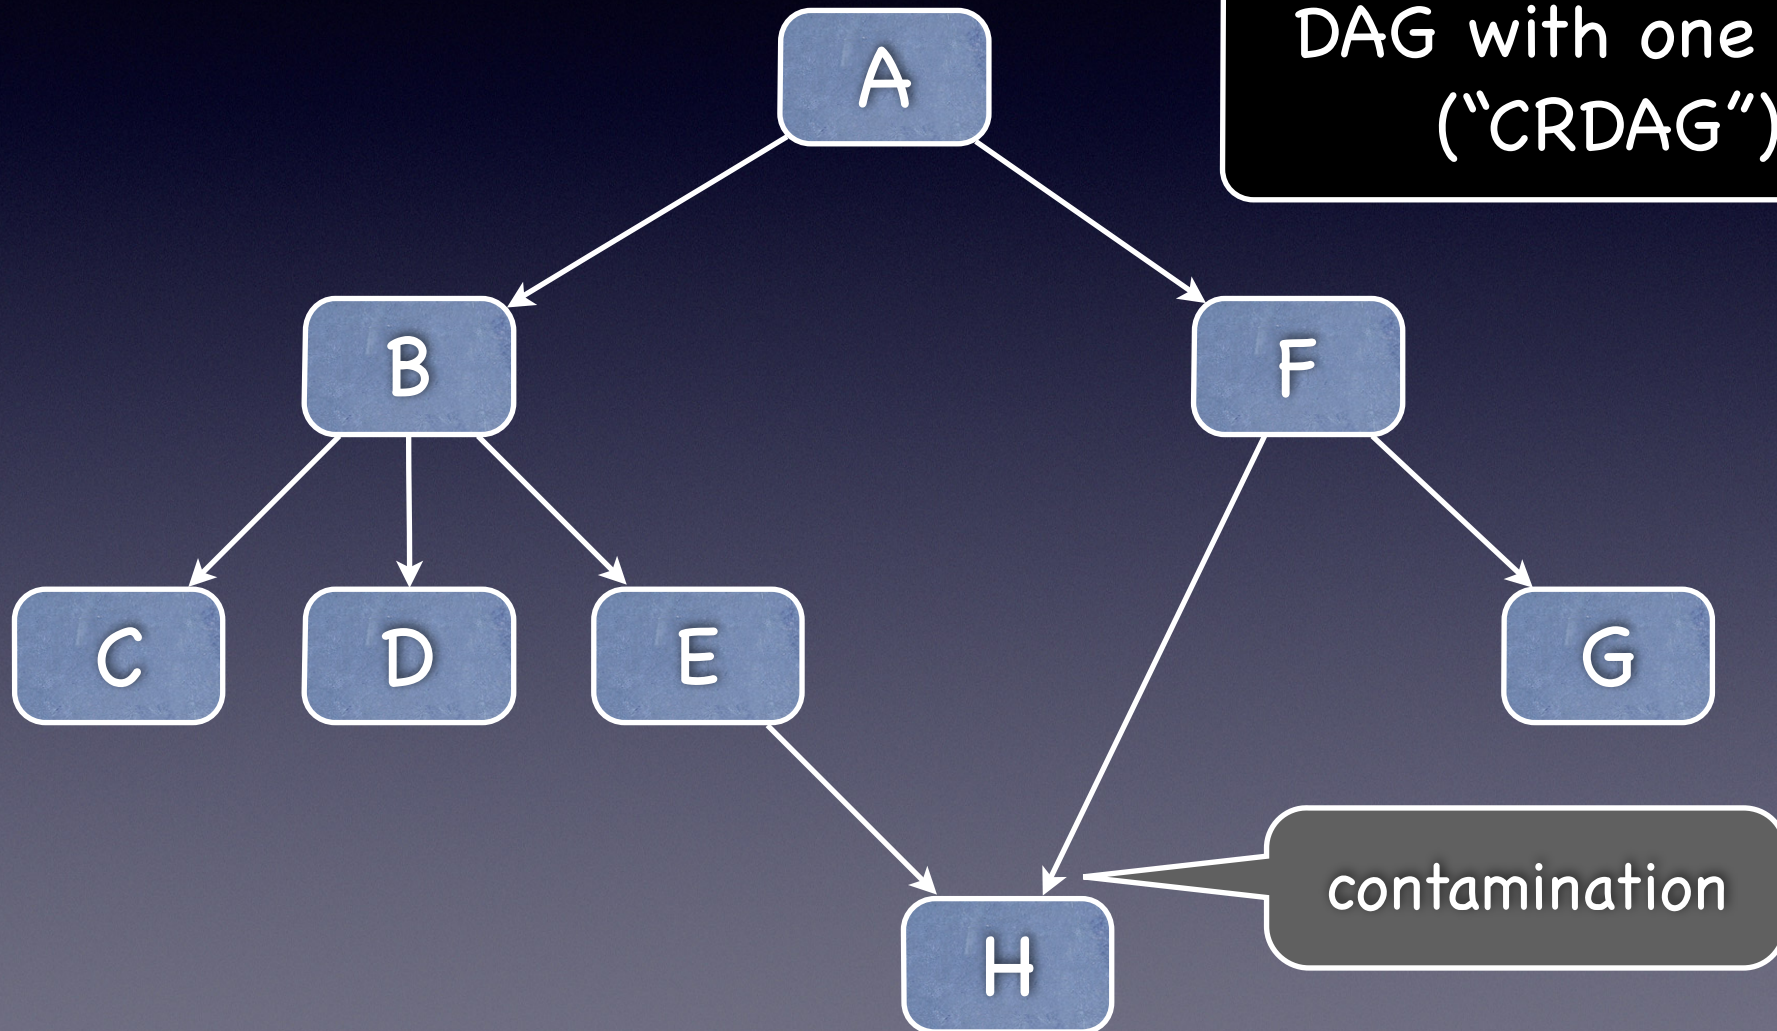 A
DAG with one
(“CRDAG”)
B
F
C
D
E
G
contamination
H